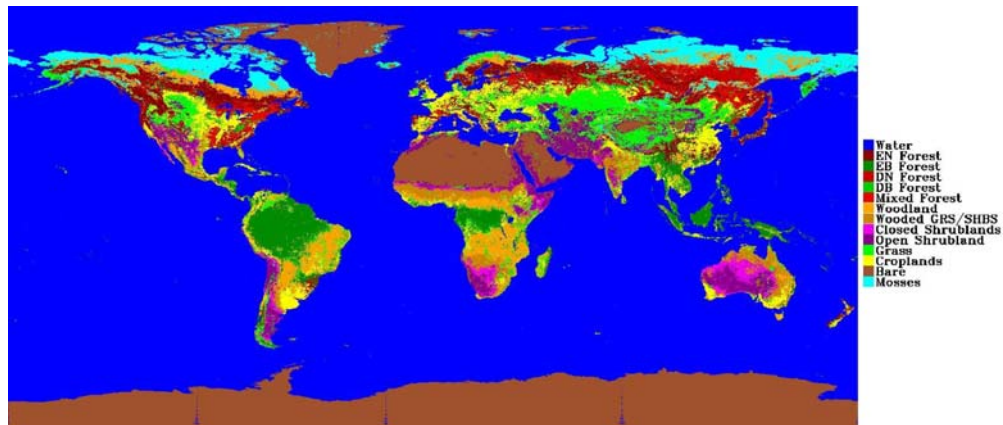 Water
EN Forest
EB Forest
DN Forest
DB Forest
Mixed Forest
Woodland
Wooded GRS/SHBS
Closed Shrublands
Open Shrubland
Grass
Croplands
Bare
Mosses